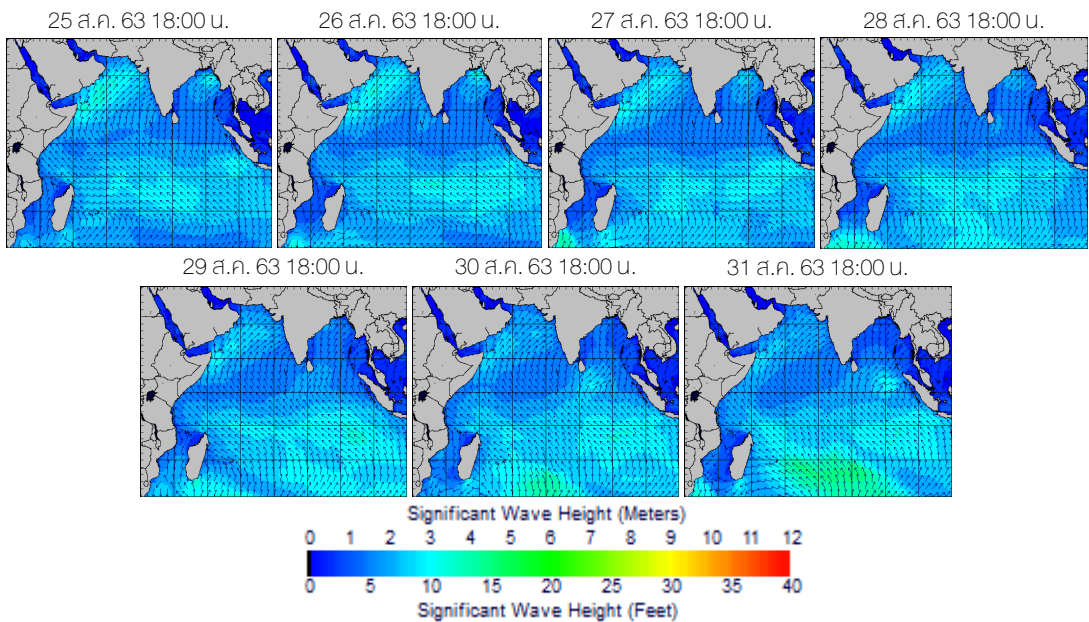 25 ส.ค. 63 18:00 น. 26 ส.ค. 63 18:00 น. 27 ส.ค. 63 18:00 น. 28 ส.ค. 63 18:00 น.
29 ส.ค. 63 18:00 น. 30 ส.ค. 63 18:00 น. 31 ส.ค. 63 18:00 น.
Significant Wave Height (Meters)
0 1 2 3 4 5 6 7 8 9 10 11 12
0 5 10 15 20 25 30 35 40
Significant Wave Height (Feet)